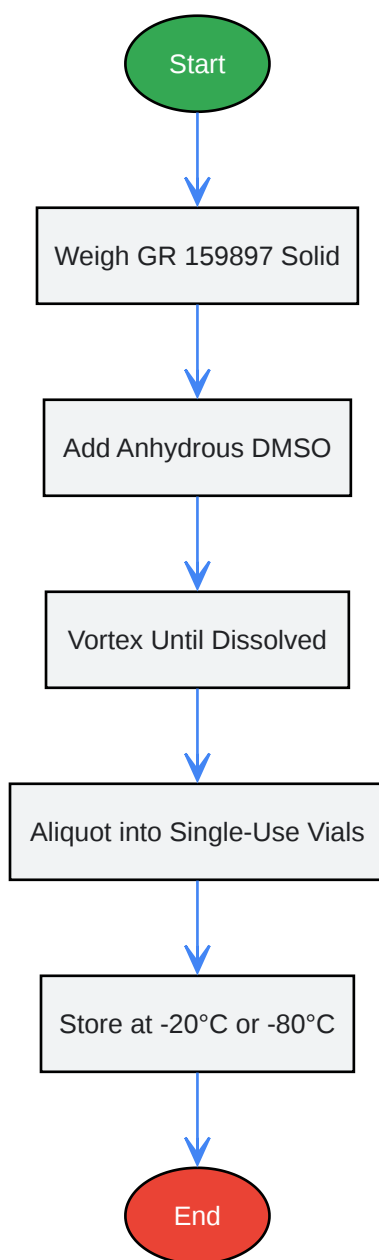 Start
Weigh GR 159897 Solid
Add Anhydrous DMSO
Vortex Until Dissolved
Aliquot into Single-Use Vials
Store at -20°C or -80°C
End